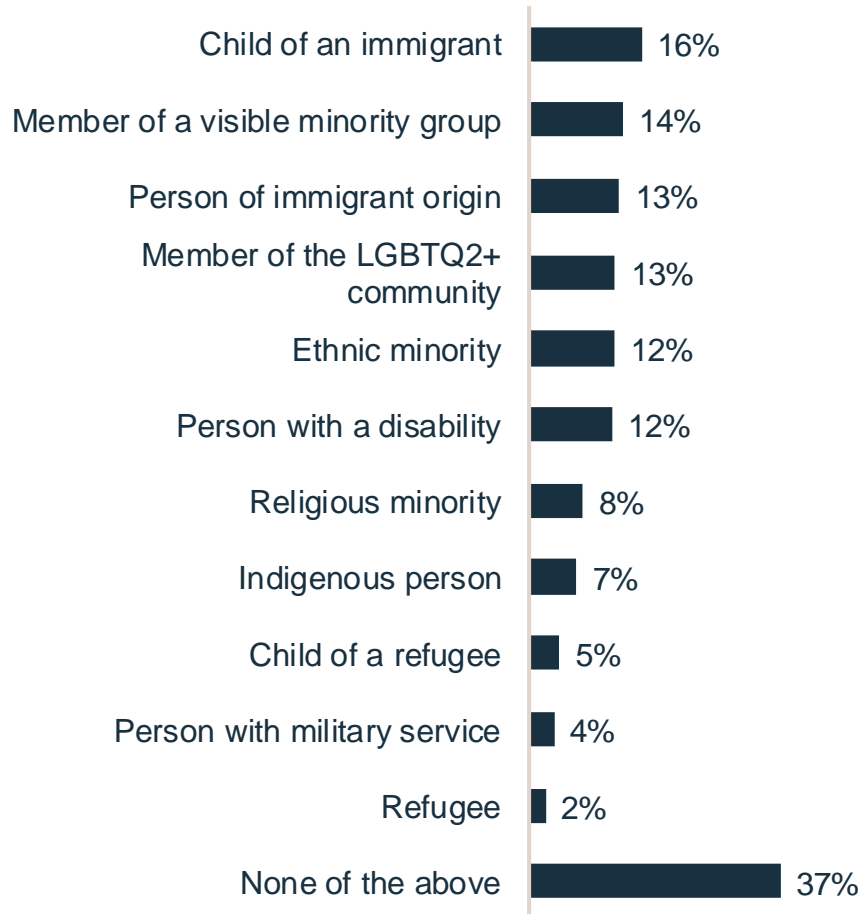 Child of an immigrant 16%
Member of a visible minority group 14%
Person of immigrant origin 13%
Member of the LGBTQ2+
community 13%
Ethnic minority 12%
Person with a disability 12%
Religious minority 8%
Indigenous person 7%
Child of a refugee 5%
Person with military service 4%
Refugee 2%
None of the above 37%